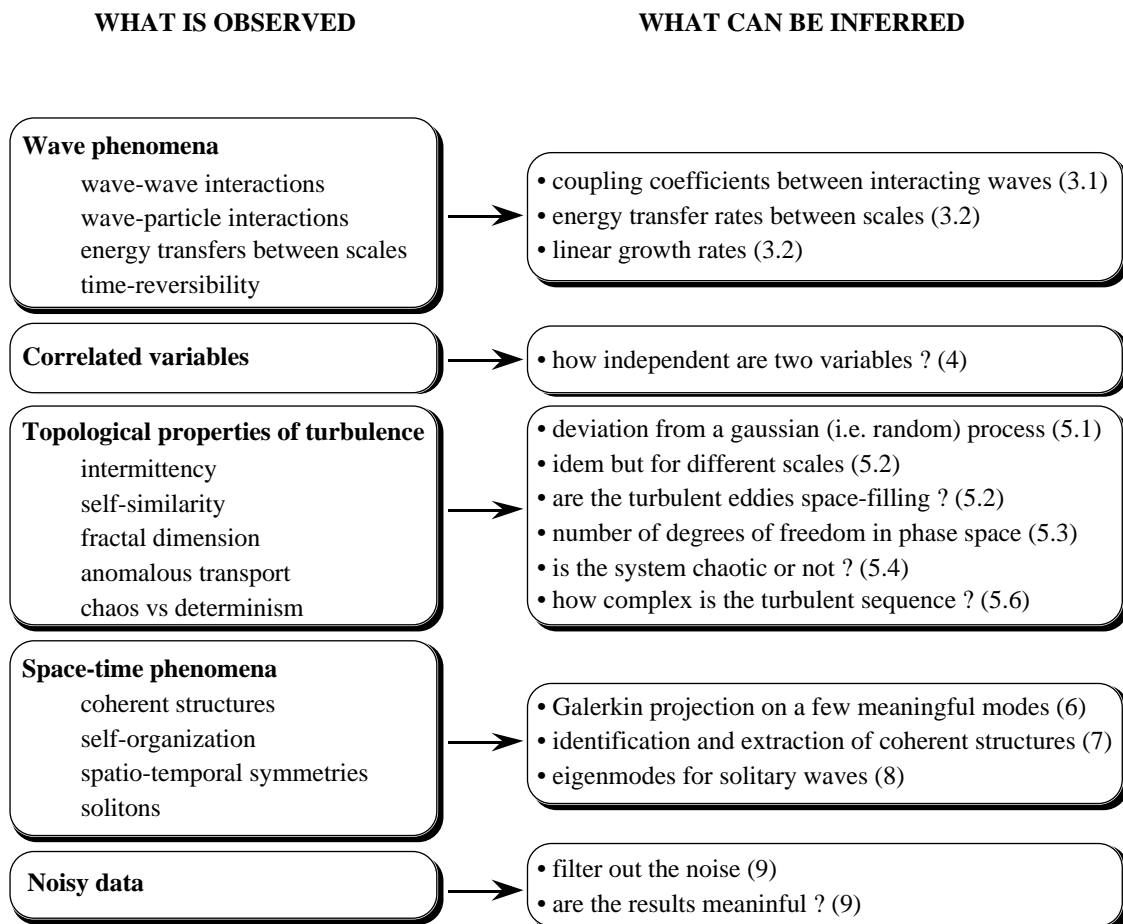 WHAT IS OBSERVED
WHAT CAN BE INFERRED
Wave phenomena
wave-wave interactions
wave-particle interactions
energy transfers between scales
time-reversibility
• coupling coefficients between interacting waves (3.1)
• energy transfer rates between scales (3.2)
• linear growth rates (3.2)
Correlated variables
• how independent are two variables ? (4)
Topological properties of turbulence
intermittency
self-similarity
fractal dimension
anomalous transport
chaos vs determinism
• deviation from a gaussian (i.e. random) process (5.1)
• idem but for different scales (5.2)
• are the turbulent eddies space-filling ? (5.2)
• number of degrees of freedom in phase space (5.3)
• is the system chaotic or not ? (5.4)
• how complex is the turbulent sequence ? (5.6)
Space-time phenomena
coherent structures
self-organization
spatio-temporal symmetries
solitons
• Galerkin projection on a few meaningful modes (6)
• identification and extraction of coherent structures (7)
• eigenmodes for solitary waves (8)
Noisy data
• filter out the noise (9)
• are the results meaninful ? (9)